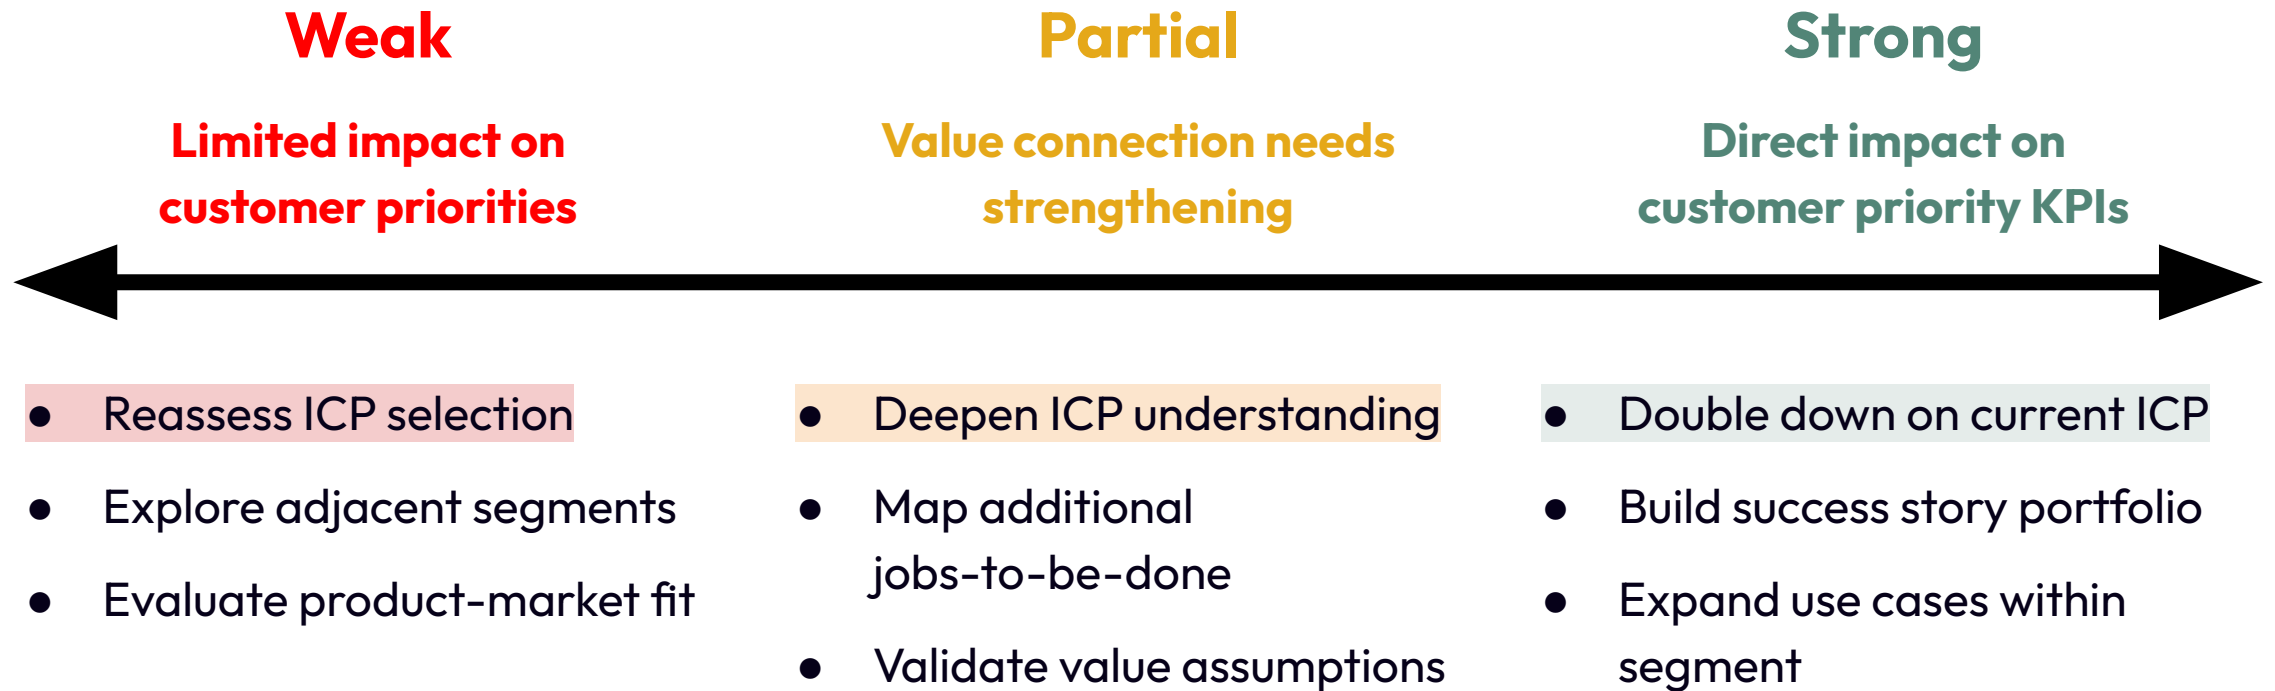 Weak
Limited impact on
customer priorities
Partial
Value connection needs
strengthening
Strong
Direct impact on
customer priority KPIs
● Reassess ICP selection
● Explore adjacent segments
● Evaluate product-market fit
● Deepen ICP understanding
● Map additional
jobs-to-be-done
● Validate value assumptions
● Double down on current ICP
● Build success story portfolio
● Expand use cases within
segment